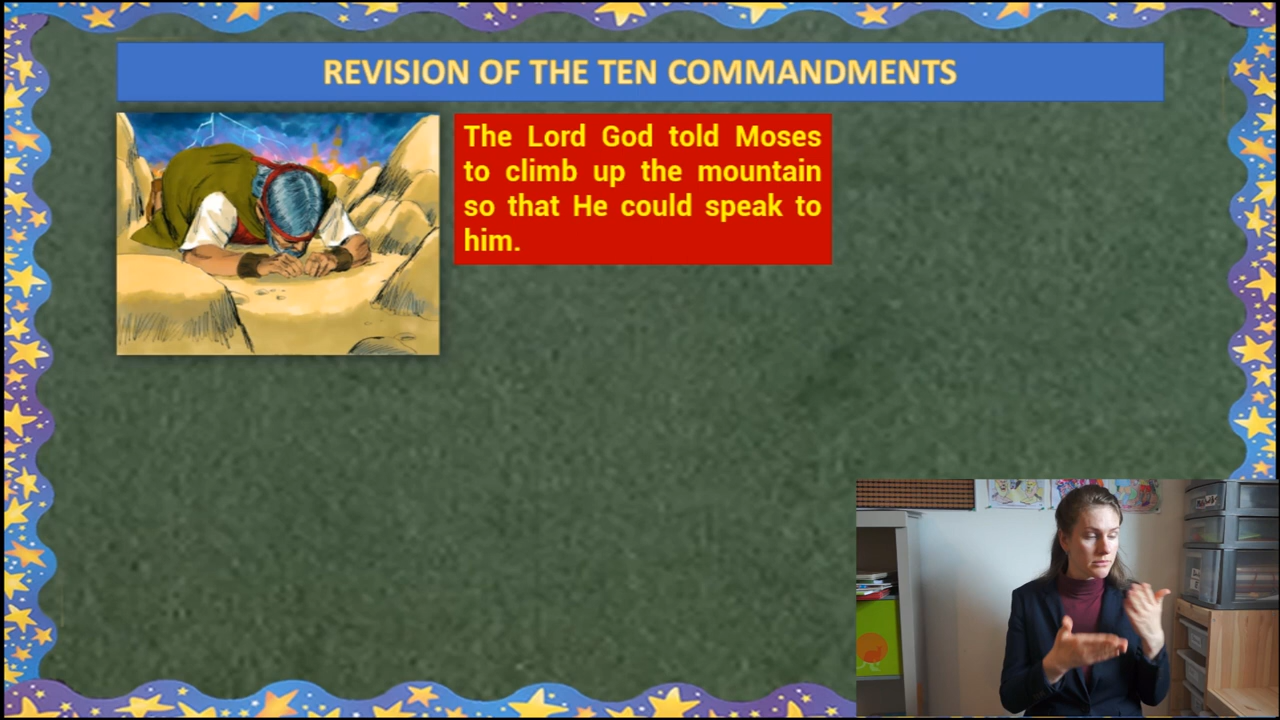 REVISION OF THE TEN COMMANDMENTS
The Lord God told Moses
to climb up the mountain
so that He could speak to
him.